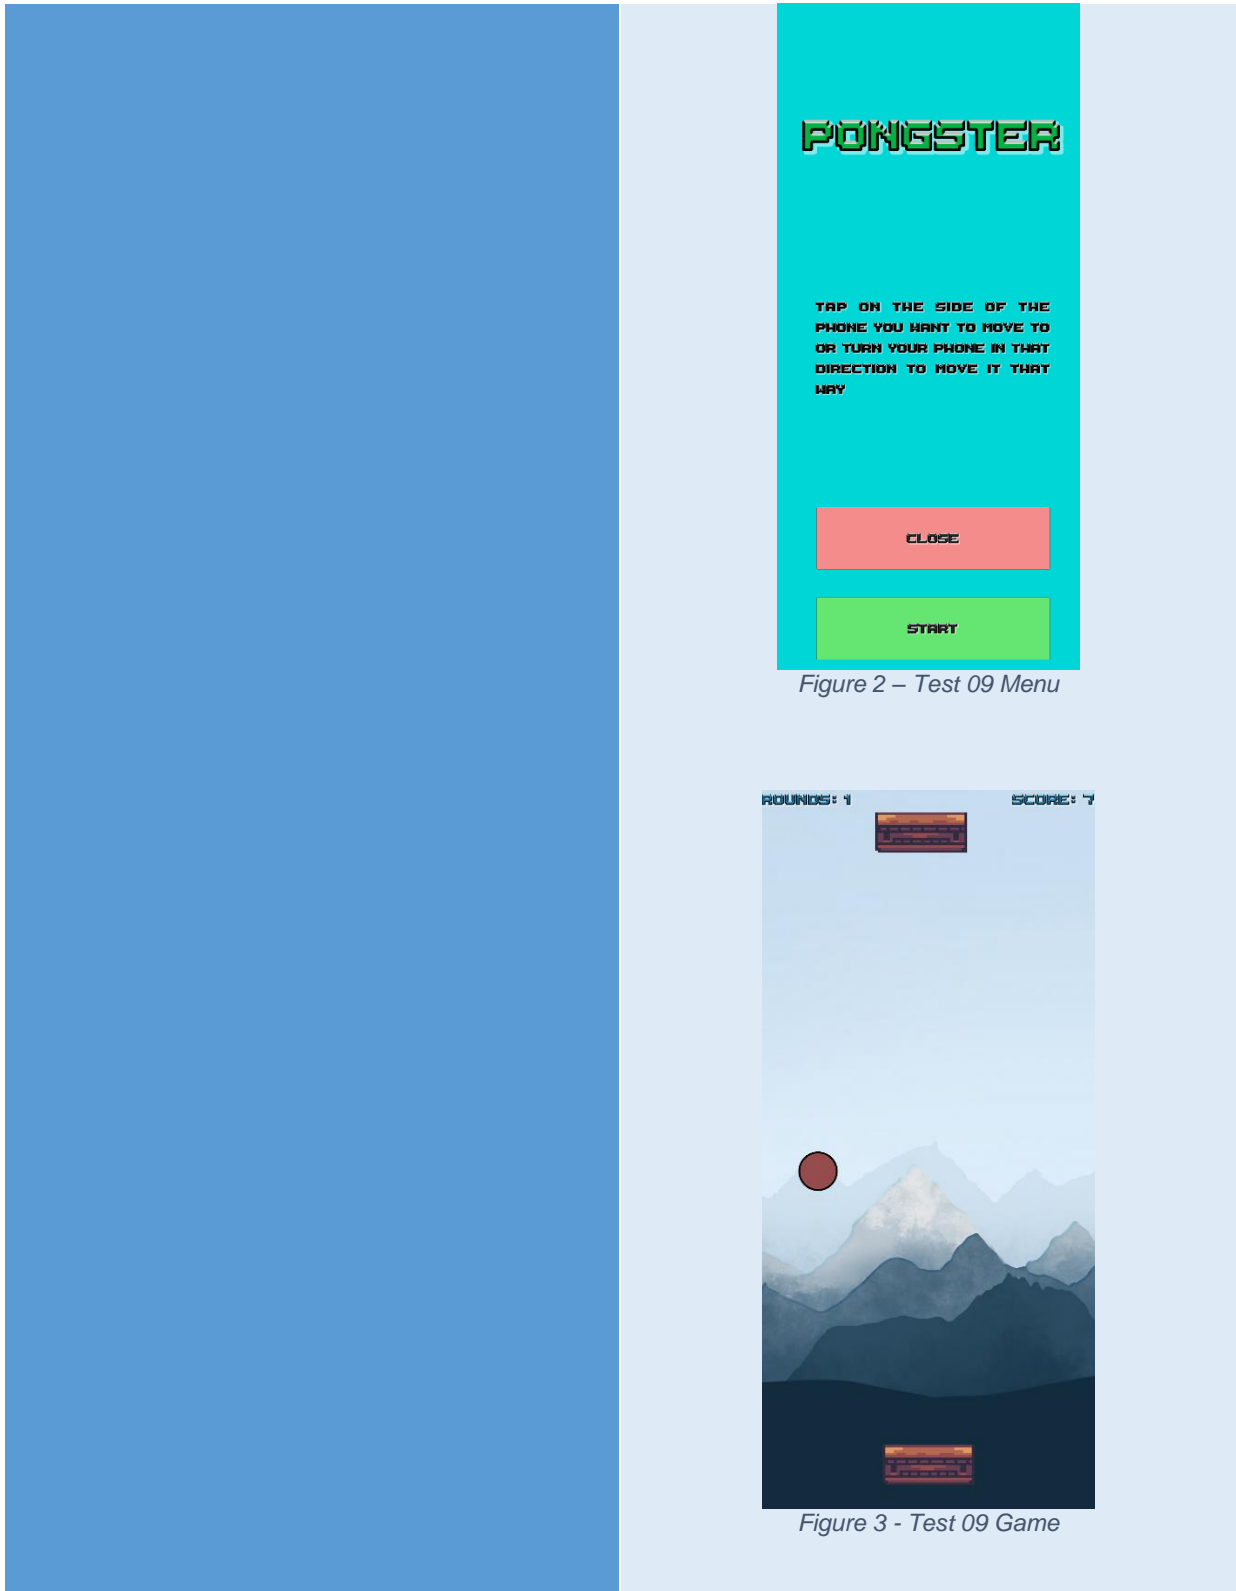 PONGSTER
TAP ON THE SIDE OF THE
PHONE YOU WANT TO MOVE TO
OR TURN YOUR PHONE IN THAT
DIRECTION TO MOVE IT THAT
WAY
CLOSE
START
Figure 2 – Test 09 Menu
ROUNDS: 1 SCORE: 7
Figure 3 - Test 09 Game